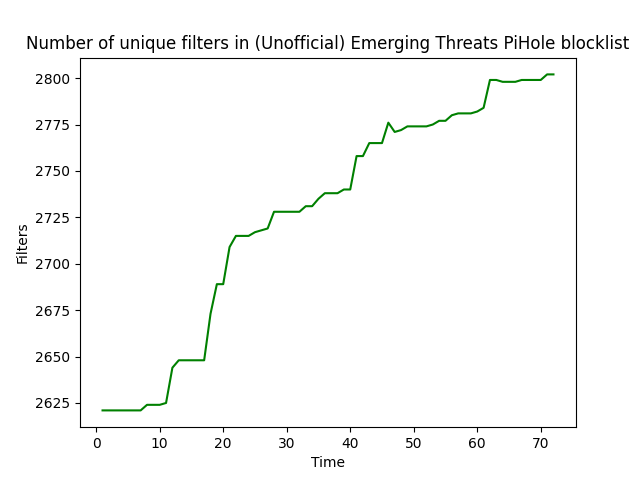 Number of unique filters in (Unofficial) Emerging Threats PiHole blocklist
2800
2775
2750
2725
2700
2675
2650
2625
Filters
0 10 20 30 40 50 60 70
Time